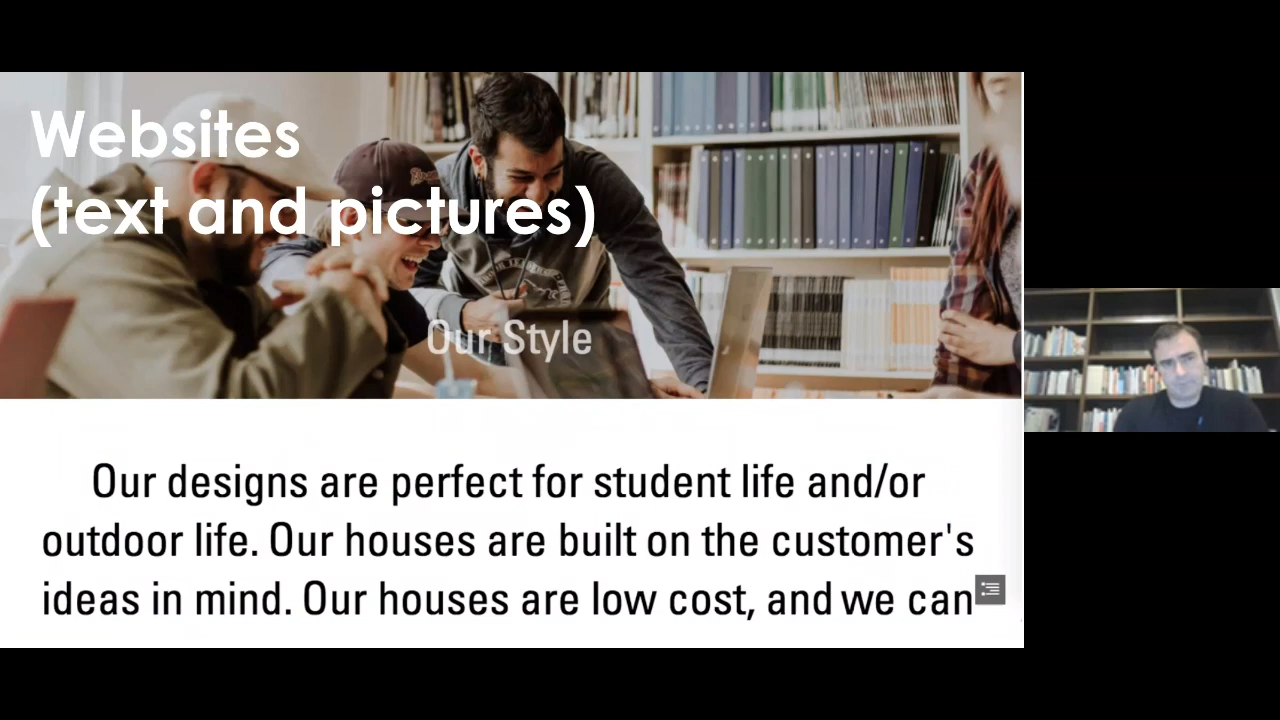 Websites
(text and pictures)
Our Style
Our designs are perfect for student life and/or
outdoor life. Our houses are built on the customer's
ideas in mind. Our houses are low cost, and we can